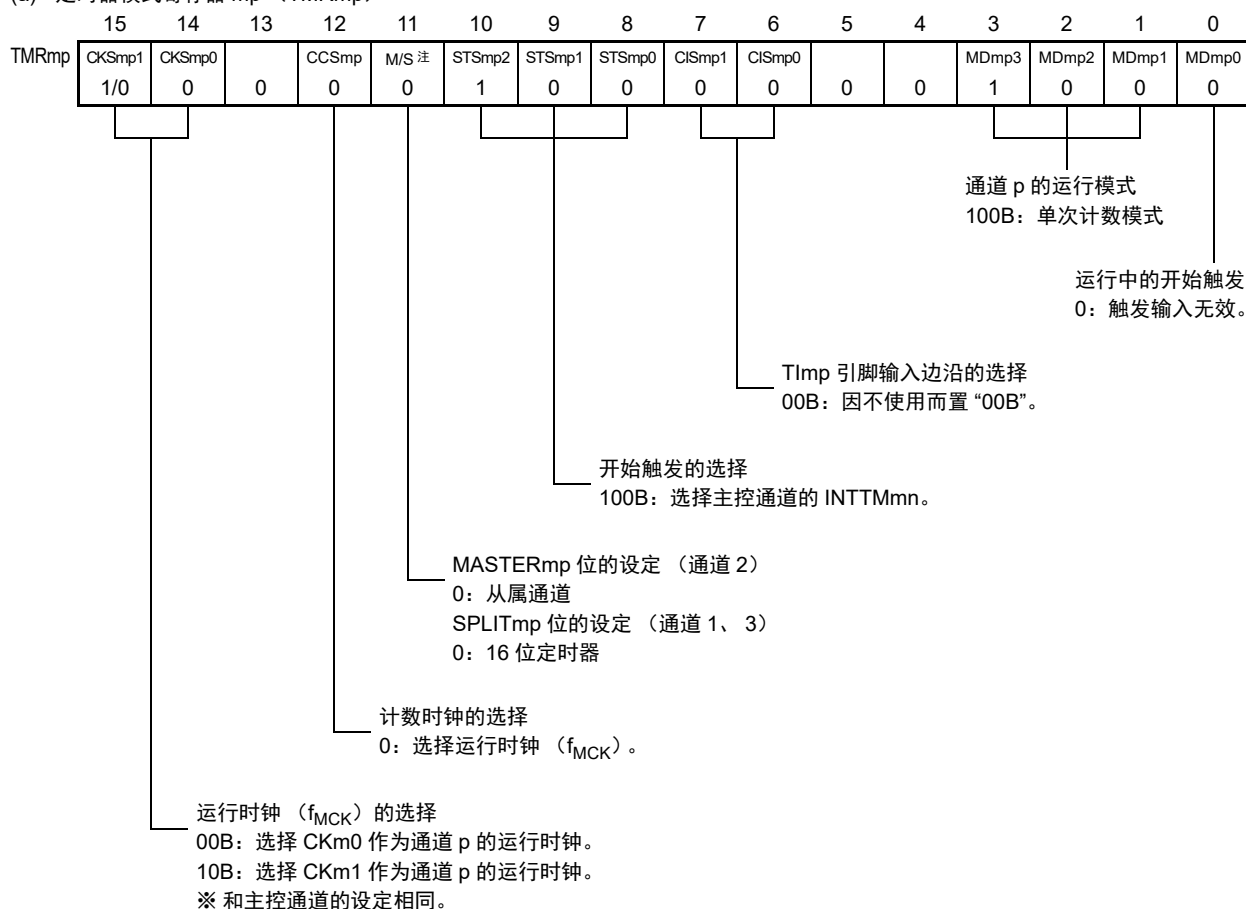 (a) 定时器模式寄存器 mp （TMRmp）
15 14 13 12 11 10 9 8 7 6 5 4 3 2 1 0
TMRmp CKSmp1 CKSmp0 CCSmp M/S 注 STSmp2 STSmp1 STSmp0 CISmp1 CISmp0 MDmp3 MDmp2 MDmp1 MDmp0
1/0 0 0 0 0 1 0 0 0 0 0 0 1 0 0 0
通道 p 的运行模式
100B：单次计数模式
运行中的开始触发
0：触发输入无效。
TImp 引脚输入边沿的选择
00B：因不使用而置 “00B”。
开始触发的选择
100B：选择主控通道的 INTTMmn。
MASTERmp 位的设定 （通道 2）
0：从属通道
SPLITmp 位的设定 （通道 1、 3）
0：16 位定时器
计数时钟的选择
0：选择运行时钟 （fMCK）。
运行时钟 （fMCK）的选择
00B：选择 CKm0 作为通道 p 的运行时钟。
10B：选择 CKm1 作为通道 p 的运行时钟。
※ 和主控通道的设定相同。